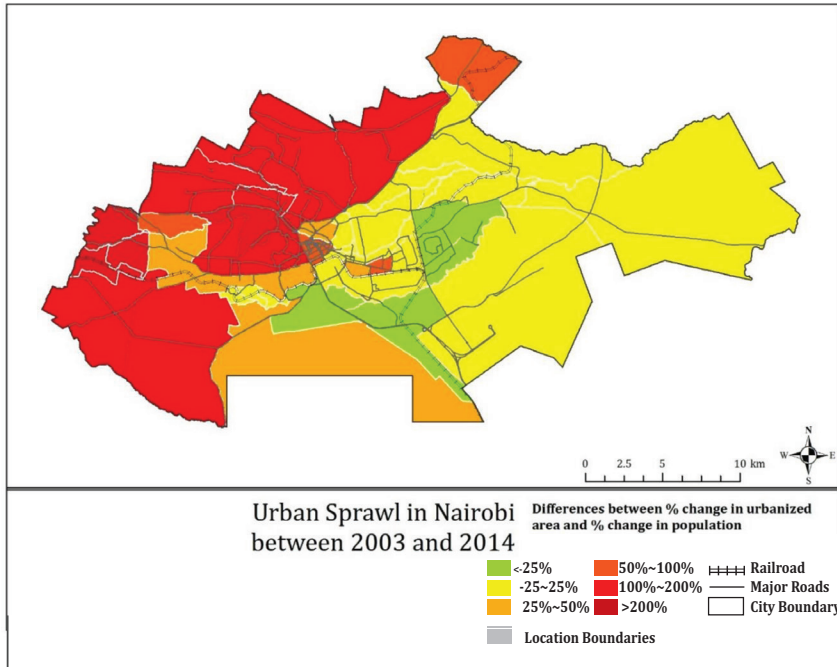 N
W E
S
0 2.5 5 10 km
Urban Sprawl in Nairobi
between 2003 and 2014
Differences between % change in urbanized
area and % change in population
<-25% 50%~100% Railroad
-25~25% 100%~200% Major Roads
25%~50% >200% City Boundary
Location Boundaries